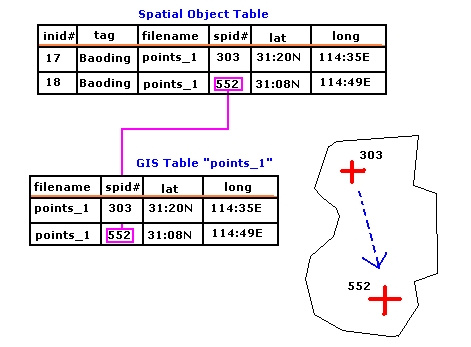 Spatial Object Table
inid# tag filename spid# lat long
17 Baoding points_1 303 31:20N 114:35E
18 Baoding points_1 552 31:08N 114:49E
GIS Table "points_1"
filename spid# lat long
points_1 303 31:20N 114:35E
points_1 552 31:08N 114:49E
303
552